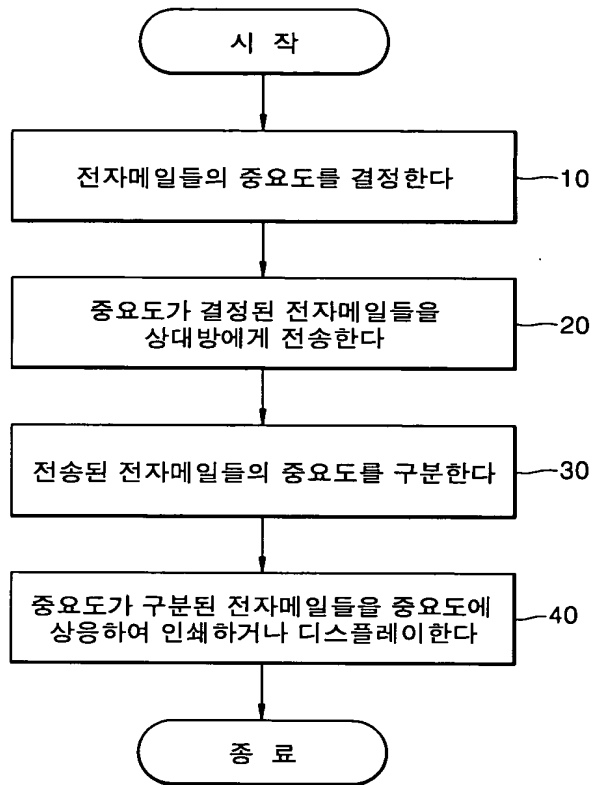 시 작
전자메일들의 중요도를 결정한다
10
중요도가 결정된 전자메일들을
상대방에게 전송한다
20
전송된 전자메일들의 중요도를 구분한다
30
중요도가 구분된 전자메일들을 중요도에
상응하여 인쇄하거나 디스플레이한다
40
종 료